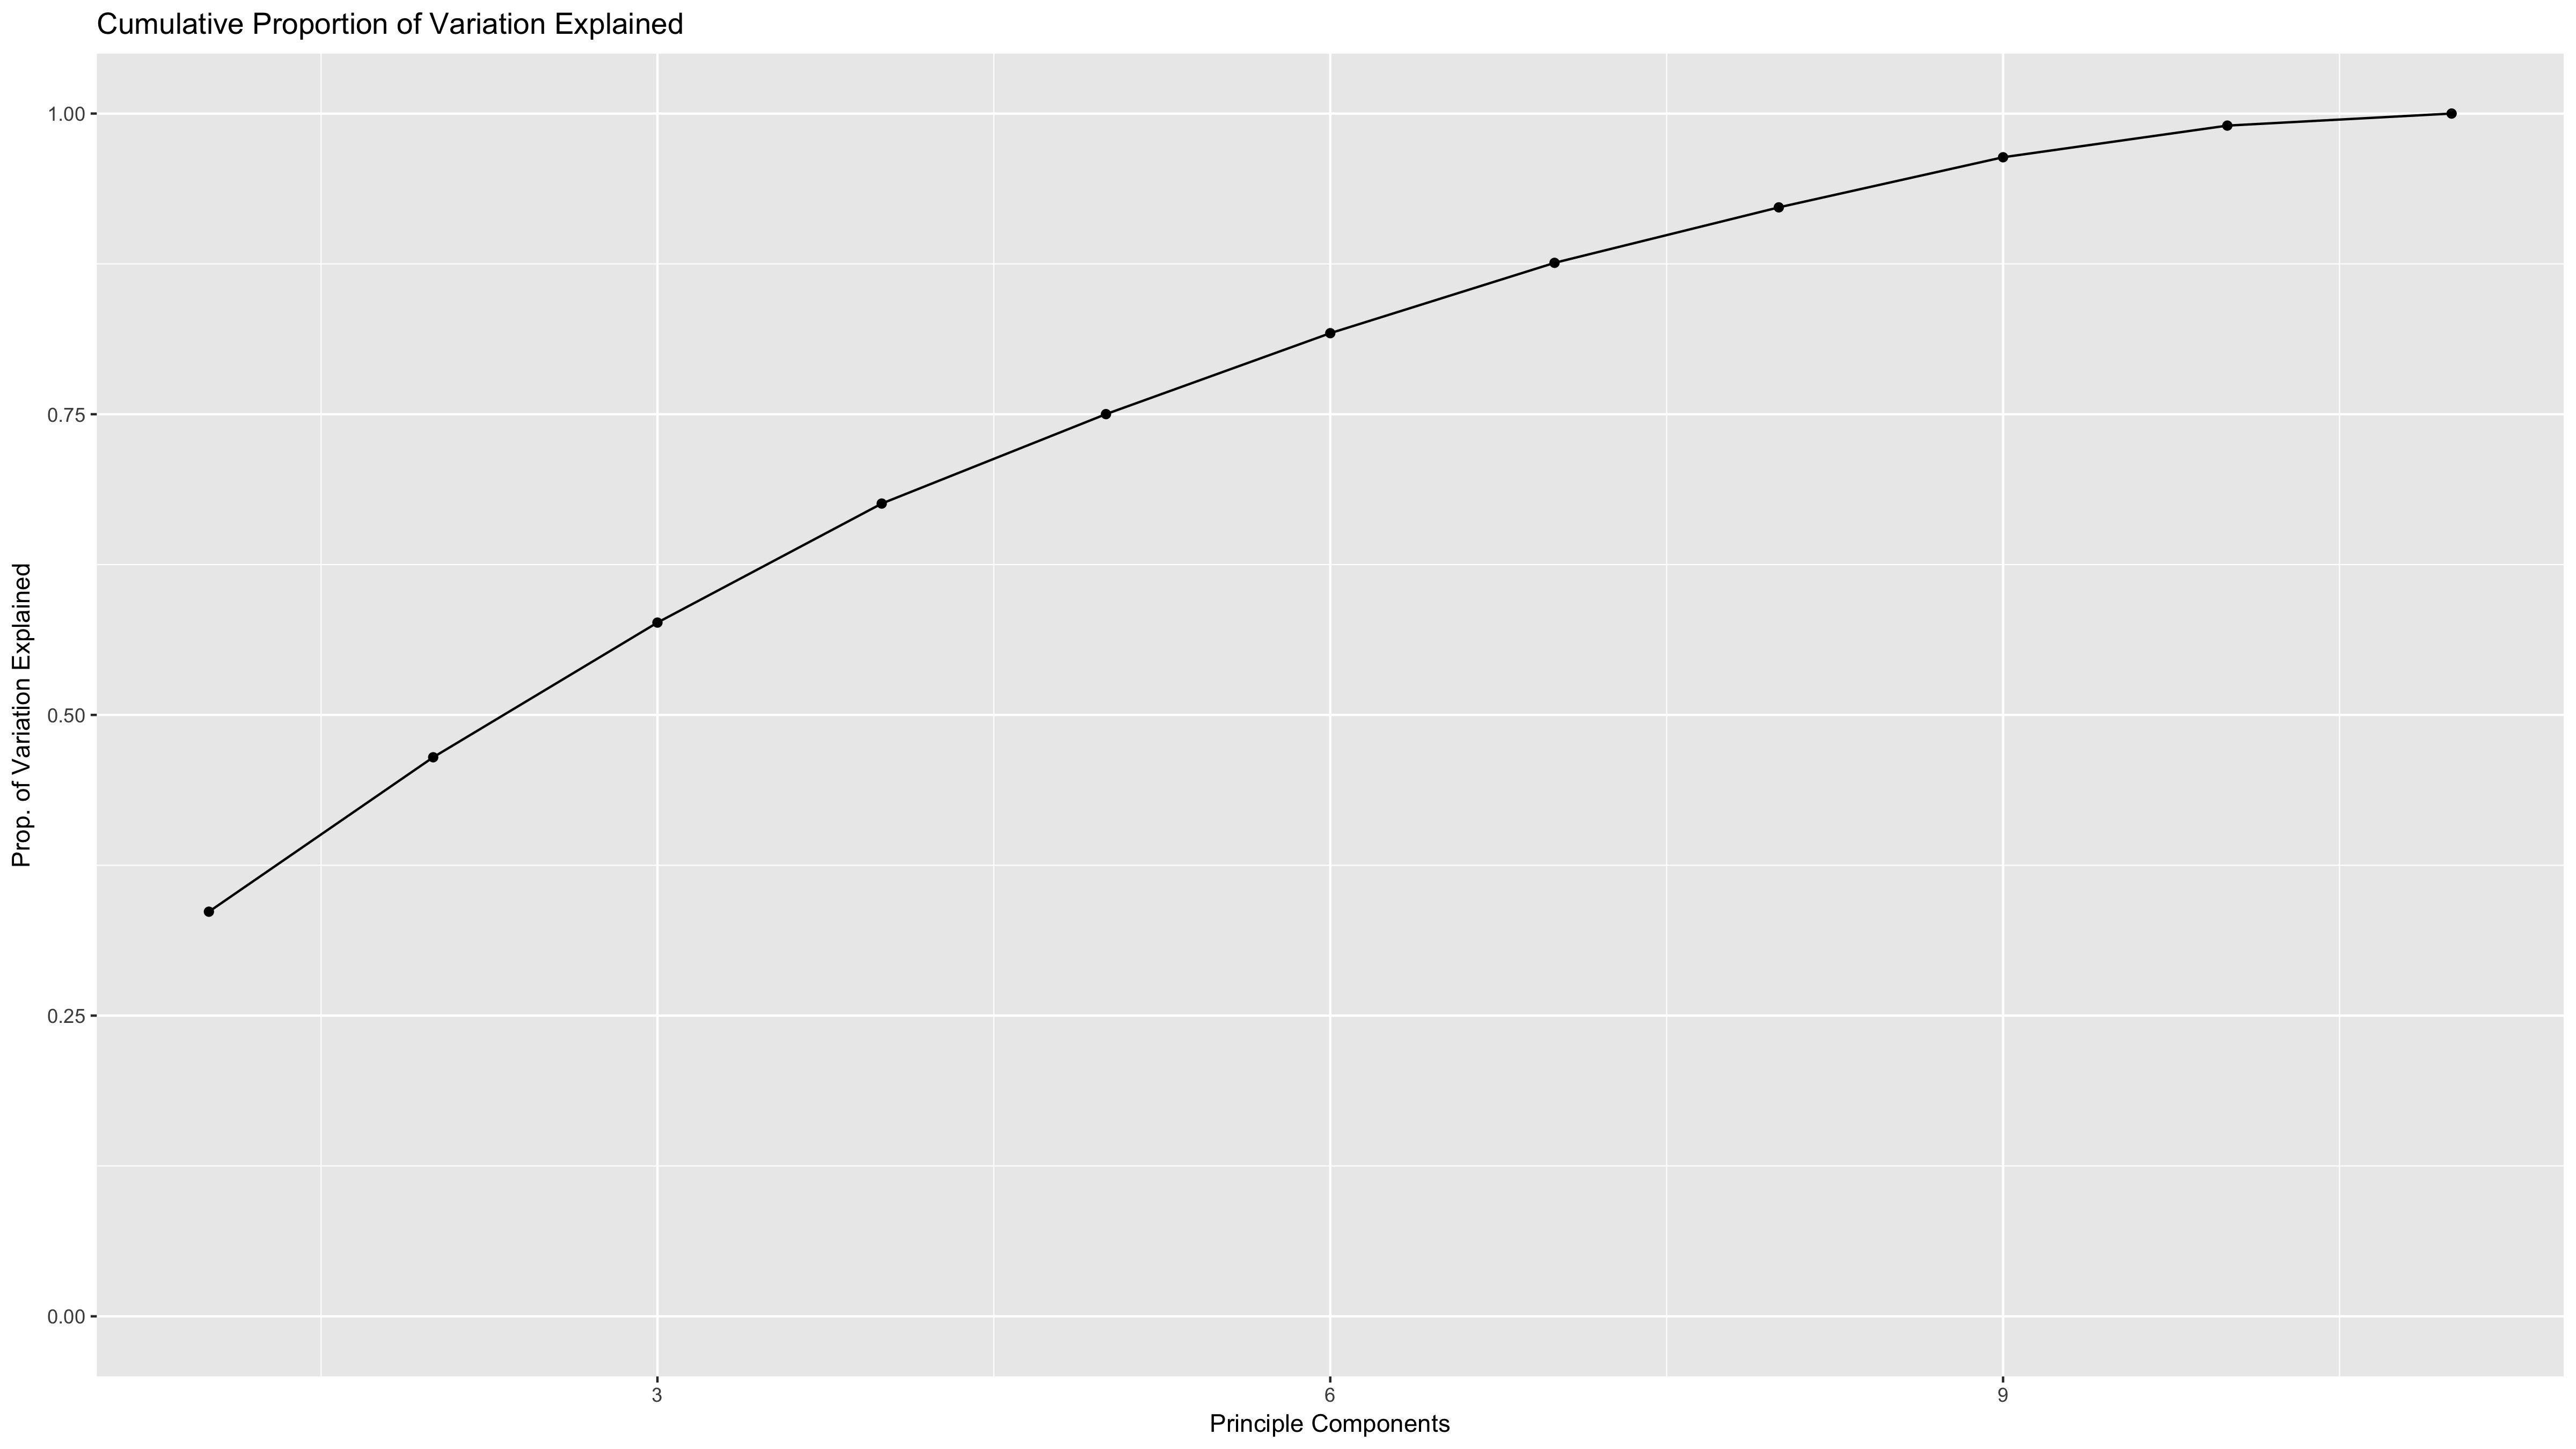 Cumulative Proportion of Variation Explained
1.00
0.75
0.50
0.25
0.00
Prop. of Variation Explained
3
6
9
Principle Components